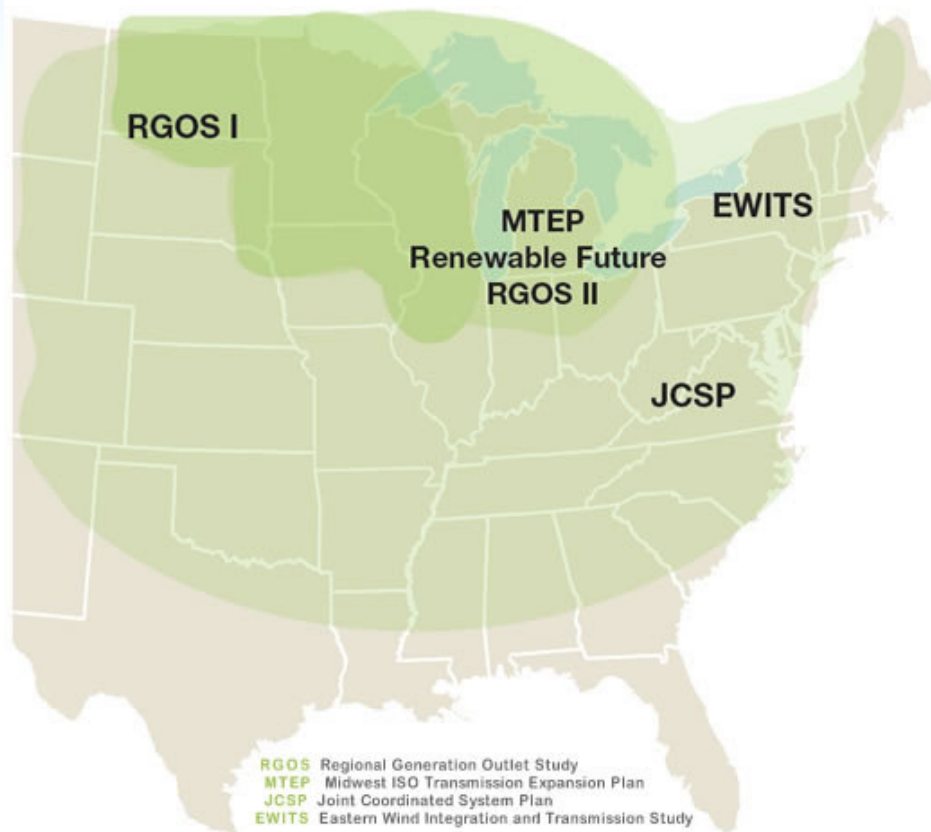 RGOS I
EWITS
MTEP
Renewable Future
RGOS II
JCSP
RGOS Regional Generation Outlet Study
MTEP Midwest ISO Transmission Expansion Plan
JCSP Joint Coordinated System Plan
EWITS Eastern Wind Integration and Transmission Study